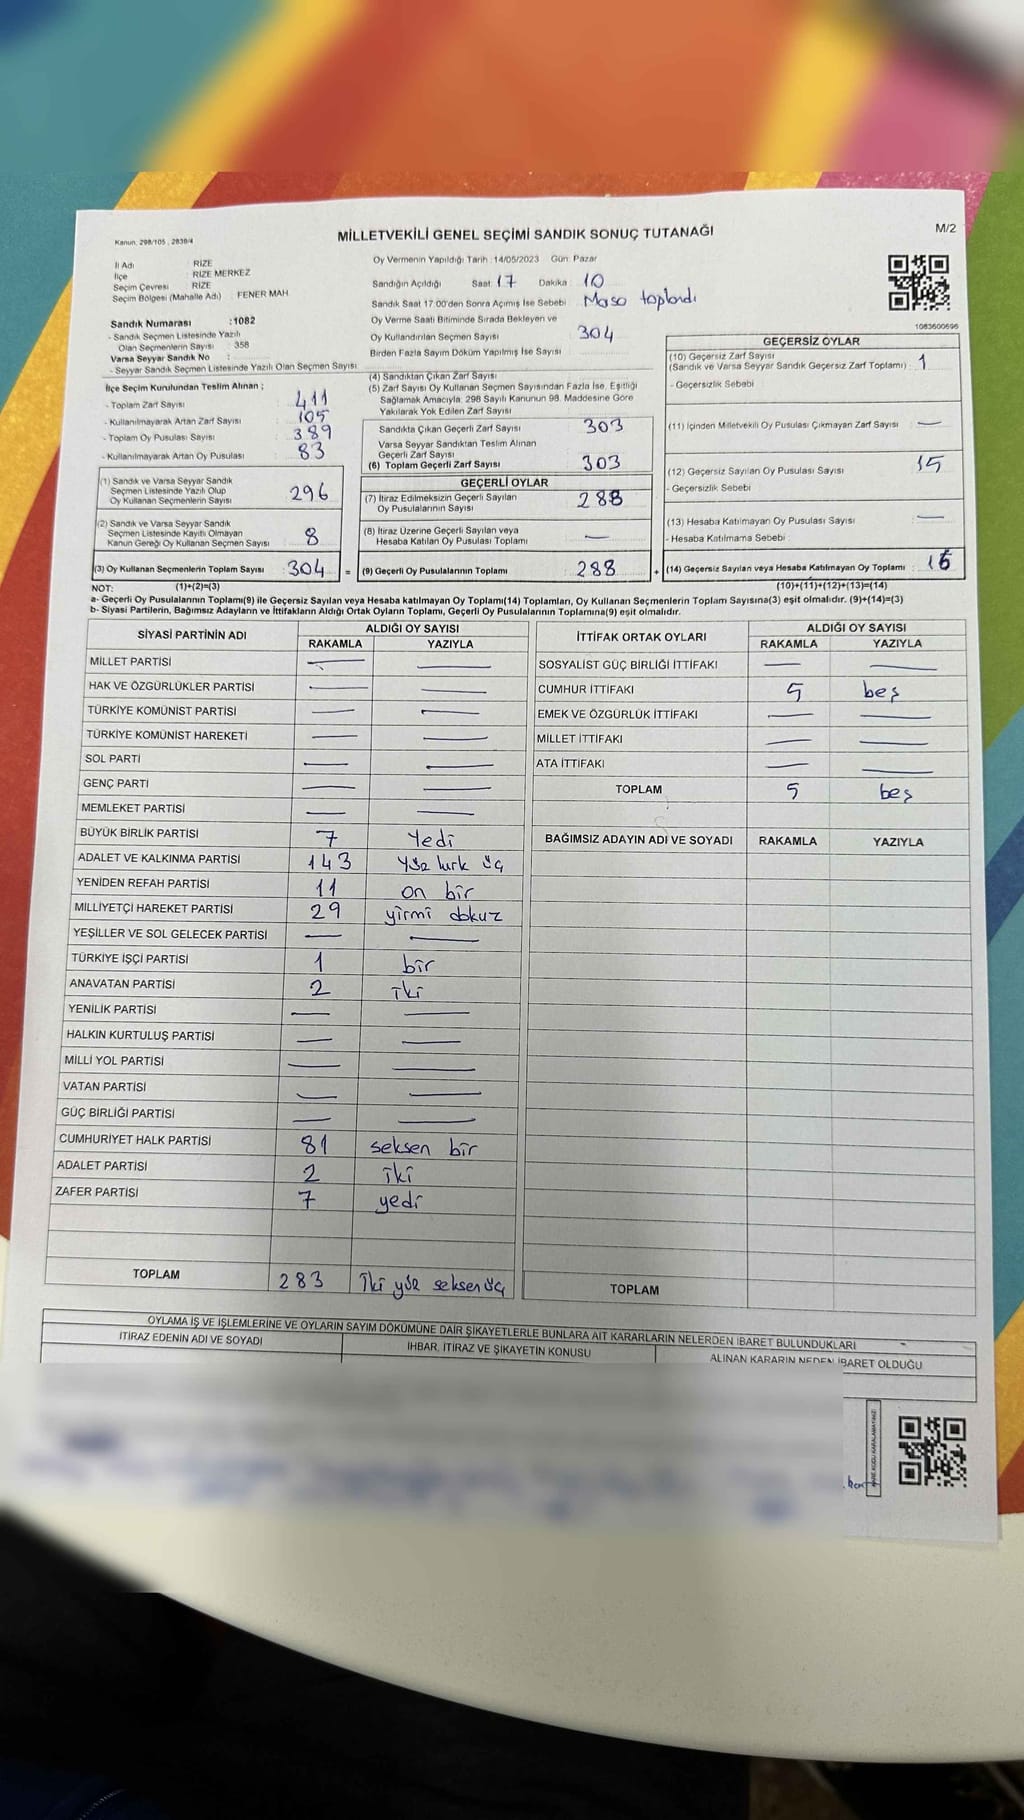 Kanun; 298/105 , 2839/4
MİLLETVEKİLİ GENEL SEÇİMİ SANDIK SONUÇ TUTANAĞI
M/2
İl Adı : RİZE
İlçe : RİZE MERKEZ
Seçim Çevresi : RİZE
Seçim Bölgesi (Mahalle Adı) : FENER MAH
Sandık Numarası :1082
- Sandık Seçmen Listesinde Yazılı
Olan Seçmenlerin Sayısı : 358
Varsa Seyyar Sandık No :
- Seyyar Sandık Seçmen Listesinde Yazılı Olan Seçmen Sayısı
Oy Vermenin Yapıldığı Tarih :14/05/2023 Gün: Pazar
Sandığın Açıldığı Saat: 17 Dakika : 10
Sandık Saat 17:00'den Sonra Açımış İse Sebebi : Masa toplandı
Oy Verme Saati Bitiminde Sırada Bekleyen ve
Oy Kullandırılan Seçmen Sayısı 304
Birden Fazla Sayım Döküm Yapılmış İse Sayısı
1083600696
İlçe Seçim Kurulundan Teslim Alınan ;
- Toplam Zarf Sayısı 411
- Kullanılmayarak Artan Zarf Sayısı 105
- Toplam Oy Pusulası Sayısı 389
- Kullanılmayarak Artan Oy Pusulası 83
(1) Sandık ve Varsa Seyyar Sandık
Seçmen Listesinde Yazılı Olup
Oy Kullanan Seçmenlerin Sayısı 296
(2) Sandık ve Varsa Seyyar Sandık
Seçmen Listesinde Kayıtlı Olmayan
Kanun Gereği Oy Kullanan Seçmen Sayısı 8
(3) Oy Kullanan Seçmenlerin Toplam Sayısı 304 =
(4) Sandıktan Çıkan Zarf Sayısı
(5) Zarf Sayısı Oy Kullanan Seçmen Sayısından Fazla İse, Eşitliği
Sağlamak Amacıyla; 298 Sayılı Kanunun 98. Maddesine Göre
Yakılarak Yok Edilen Zarf Sayısı
Sandıkta Çıkan Geçerli Zarf Sayısı 303
Varsa Seyyar Sandıktan Teslim Alınan
Geçerli Zarf Sayısı
(6) Toplam Geçerli Zarf Sayısı 303
GEÇERLİ OYLAR
(7) İtiraz Edilmeksizin Geçerli Sayılan
Oy Pusulalarının Sayısı 288
(8) İtiraz Üzerine Geçerli Sayılan veya
Hesaba Katılan Oy Pusulası Toplamı —
(9) Geçerli Oy Pusulalarının Toplamı 288 +
GEÇERSİZ OYLAR
(10) Geçersiz Zarf Sayısı
(Sandık ve Varsa Seyyar Sandık Geçersiz Zarf Toplamı) : 1
- Geçersizlik Sebebi
(11) İçinden Milletvekili Oy Pusulası Çıkmayan Zarf Sayısı —
(12) Geçersiz Sayılan Oy Pusulası Sayısı 15
- Geçersizlik Sebebi
(13) Hesaba Katılmayan Oy Pusulası Sayısı —
- Hesaba Katılmama Sebebi :
(14) Geçersiz Sayılan veya Hesaba Katılmayan Oy Toplamı : 16
NOT: (1)+(2)=(3) (10)+(11)+(12)+(13)=(14)
a- Geçerli Oy Pusulalarının Toplamı(9) ile Geçersiz Sayılan veya Hesaba katılmayan Oy Toplamı(14) Toplamları, Oy Kullanan Seçmenlerin Toplam Sayısına(3) eşit olmalıdır. (9)+(14)=(3)
b- Siyasi Partilerin, Bağımsız Adayların ve İttifakların Aldığı Ortak Oyların Toplamı, Geçerli Oy Pusulalarının Toplamına(9) eşit olmalıdır.
SİYASİ PARTİNİN ADI ALDIĞI OY SAYISI
RAKAMLA YAZIYLA
MİLLET PARTİSİ — —
HAK VE ÖZGÜRLÜKLER PARTİSİ — —
TÜRKİYE KOMÜNİST PARTİSİ — —
TÜRKİYE KOMÜNİST HAREKETİ — —
SOL PARTİ — —
GENÇ PARTİ — —
MEMLEKET PARTİSİ — —
BÜYÜK BİRLİK PARTİSİ 7 Yedi
ADALET VE KALKINMA PARTİSİ 143 Yüz kırk üç
YENİDEN REFAH PARTİSİ 11 on bir
MİLLİYETÇİ HAREKET PARTİSİ 29 yirmi dokuz
YEŞİLLER VE SOL GELECEK PARTİSİ — —
TÜRKİYE İŞÇİ PARTİSİ 1 bir
ANAVATAN PARTİSİ 2 iki
YENİLİK PARTİSİ — —
HALKIN KURTULUŞ PARTİSİ — —
MİLLİ YOL PARTİSİ — —
VATAN PARTİSİ — —
GÜÇ BİRLİĞİ PARTİSİ — —
CUMHURİYET HALK PARTİSİ 81 seksen bir
ADALET PARTİSİ 2 iki
ZAFER PARTİSİ 7 yedi
TOPLAM 283 İki yüz seksen üç
İTTİFAK ORTAK OYLARI ALDIĞI OY SAYISI
RAKAMLA YAZIYLA
SOSYALİST GÜÇ BİRLİĞİ İTTİFAKI — —
CUMHUR İTTİFAKI 5 beş
EMEK VE ÖZGÜRLÜK İTTİFAKI — —
MİLLET İTTİFAKI — —
ATA İTTİFAKI — —
TOPLAM 5 beş
BAĞIMSIZ ADAYIN ADI VE SOYADI RAKAMLA YAZIYLA
TOPLAM
OYLAMA İŞ VE İŞLEMLERİNE VE OYLARIN SAYIM DÖKÜMÜNE DAİR ŞİKAYETLERLE BUNLARA AİT KARARLARIN NELERDEN İBARET BULUNDUKLARI
İTİRAZ EDENİN ADI VE SOYADI İHBAR, İTİRAZ VE ŞİKAYETİN KONUSU ALINAN KARARIN NEDEN İBARET OLDUĞU